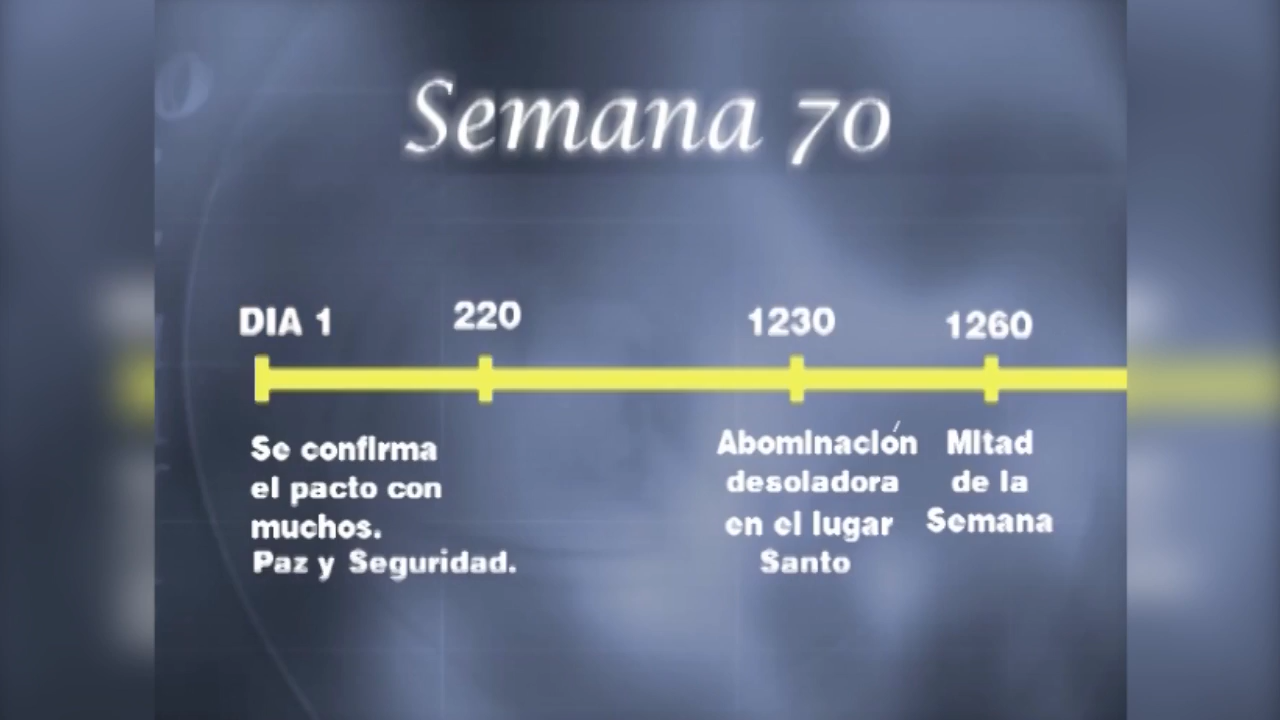 Semana 70
DIA 1
220
1230
1260
Se confirma
el pacto con
muchos.
Paz y Seguridad.
Abominación
desoladora
en el lugar
Santo
Mitad
de la
Semana